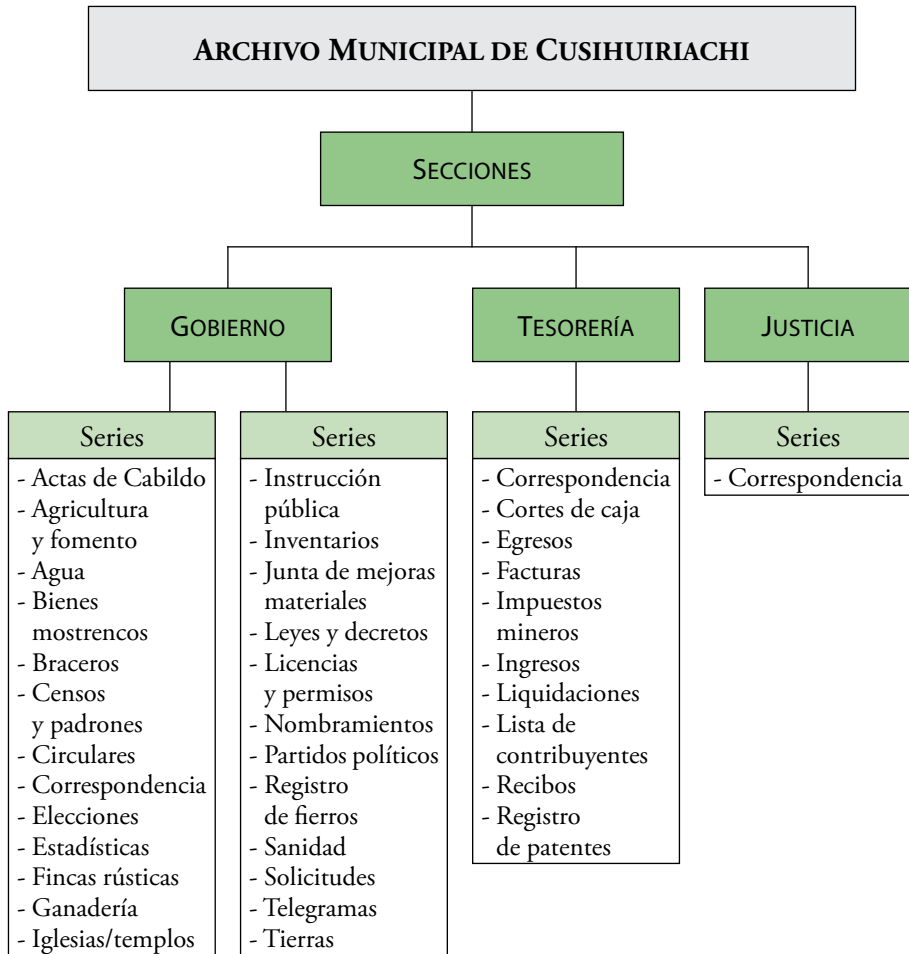 ARCHIVO MUNICIPAL DE CUSIHUIRIACHI
SECCIONES
GOBIERNO
TESORERÍA
JUSTICIA
Series
- Actas de Cabildo
- Agricultura
y fomento
- Agua
- Bienes
mostrencos
- Braceros
- Censos
y padrones
- Circulares
- Correspondencia
- Elecciones
- Estadísticas
- Fincas rústicas
- Ganadería
- Iglesias/templos
Series
- Instrucción
pública
- Inventarios
- Junta de mejoras
materiales
- Leyes y decretos
- Licencias
y permisos
- Nombramientos
- Partidos políticos
- Registro
de fierros
- Sanidad
- Solicitudes
- Telegramas
- Tierras
Series
- Correspondencia
- Cortes de caja
- Egresos
- Facturas
- Impuestos
mineros
- Ingresos
- Liquidaciones
- Lista de
contribuyentes
- Recibos
- Registro
de patentes
Series
- Correspondencia